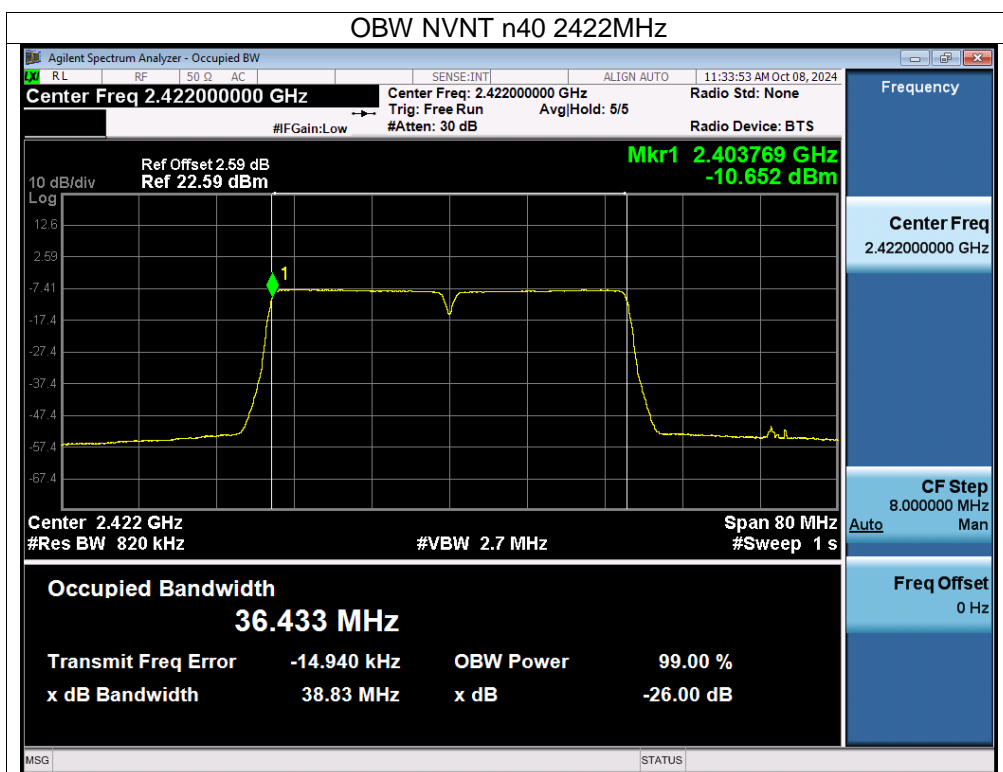 OBW NVNT n40 2422MHz
Agilent Spectrum Analyzer - Occupied BW
LXI RL RF 50 Ω AC SENSE:INT ALIGN AUTO 11:33:53 AM Oct 08, 2024
Center Freq 2.422000000 GHz
Center Freq: 2.422000000 GHz
Radio Std: None
Trig: Free Run Avg|Hold: 5/5
#IFGain:Low
#Atten: 30 dB
Radio Device: BTS
Ref Offset 2.59 dB
10 dB/div Ref 22.59 dBm
Mkr1 2.403769 GHz
-10.652 dBm
Log
12.6
2.59
-7.41
-17.4
-27.4
-37.4
-47.4
-57.4
-67.4
1
Center 2.422 GHz
Span 80 MHz
#Res BW 820 kHz
#VBW 2.7 MHz
#Sweep 1 s
Occupied Bandwidth
36.433 MHz
Transmit Freq Error -14.940 kHz OBW Power 99.00 %
x dB Bandwidth 38.83 MHz x dB -26.00 dB
Frequency
Center Freq
2.422000000 GHz
CF Step
8.000000 MHz
Auto Man
Freq Offset
0 Hz
MSG
STATUS